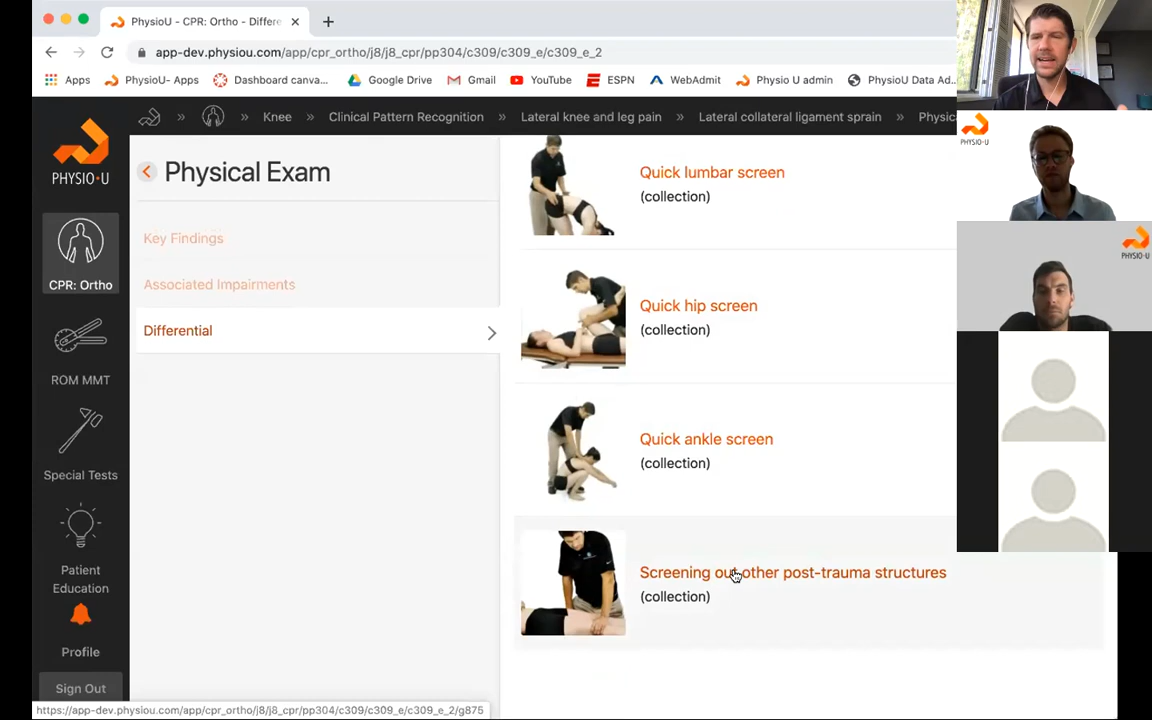 PhysioU - CPR: Ortho - Differe
app-dev.physiou.com/app/cpr_ortho/j8/j8_cpr/pp304/c309/c309_e/c309_e_2
Apps PhysioU- Apps Dashboard canva... Google Drive Gmail YouTube ESPN WebAdmit Physio U admin PhysioU Data Ad..
» » Knee » Clinical Pattern Recognition » Lateral knee and leg pain » Lateral collateral ligament sprain » Physic
PHYSIO•U
CPR: Ortho
ROM MMT
Special Tests
Patient
Education
Profile
Sign Out
Physical Exam
Key Findings
Associated Impairments
Differential
Quick lumbar screen
(collection)
Quick hip screen
(collection)
Quick ankle screen
(collection)
Screening out other post-trauma structures
(collection)
PHYSIO•U
PHYSIO•U
https://app-dev.physiou.com/app/cpr_ortho/j8/j8_cpr/pp304/c309/c309_e/c309_e_2/g875